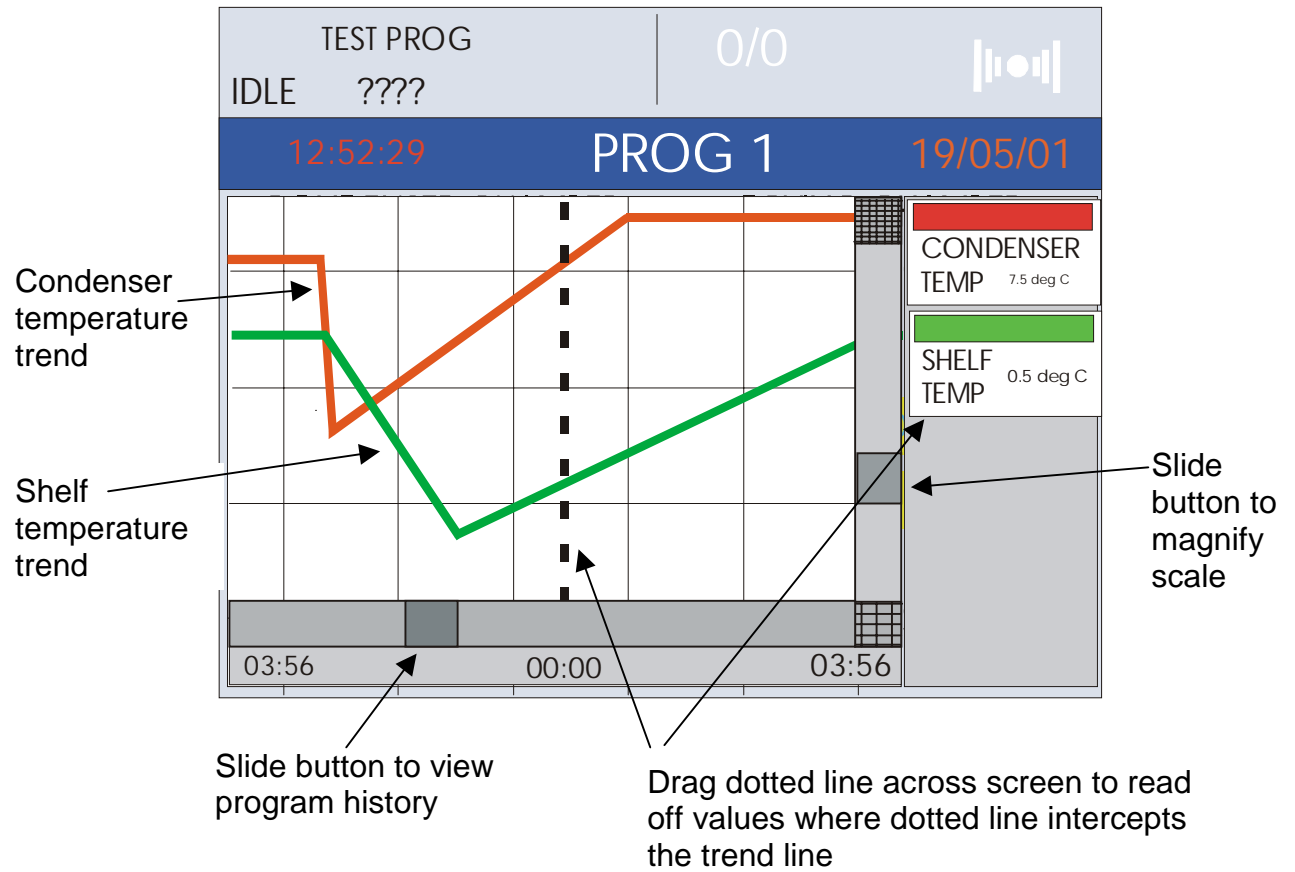 TEST PROG
0/0
IDLE ????
12:52:29 PROG 1 19/05/01
CONDENSER
TEMP 7.5 deg C
SHELF
TEMP 0.5 deg C
Condenser
temperature
trend
Shelf
temperature
trend
Slide
button to
magnify
scale
03:56 00:00 03:56
Slide button to view
program history
Drag dotted line across screen to read
off values where dotted line intercepts
the trend line